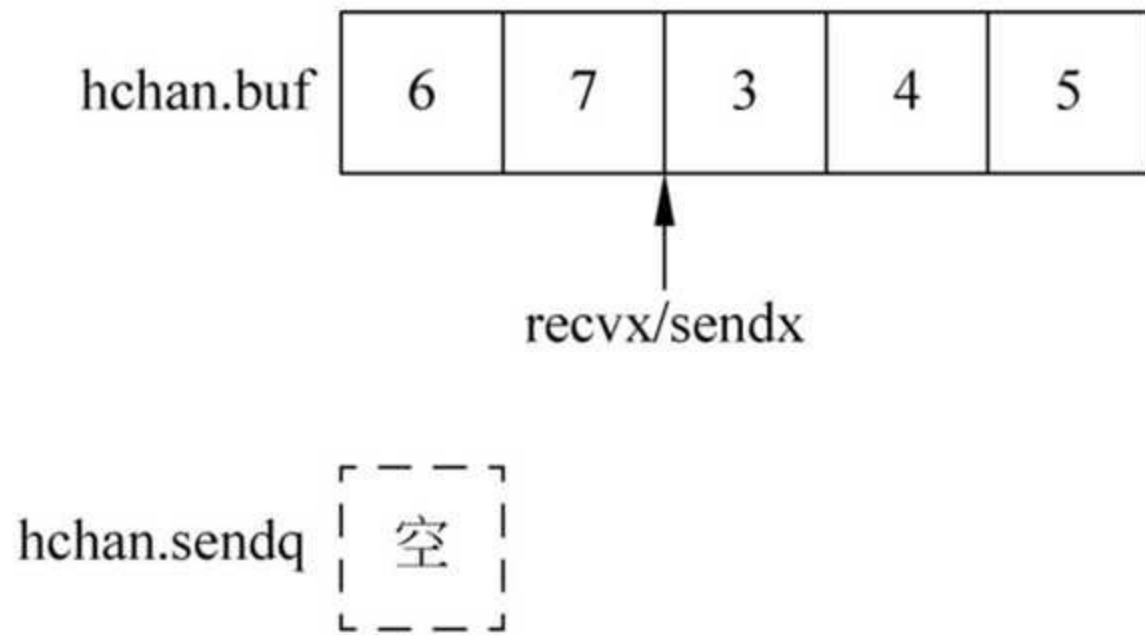 hchan.buf 6 7 3 4 5
recvx/sendx
hchan.sendq 空